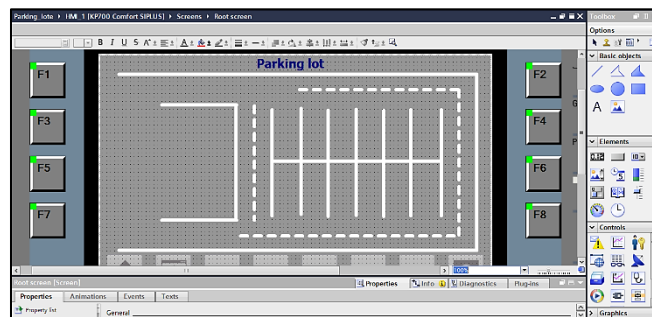 Parking_lote ▸ HMI_1 [KP700 Comfort SIPLUS] ▸ Screens ▸ Root screen
Toolbox
Options
B I U S A
Basic objects
A
Parking lot
F1
F2
F3
F4
F5
F6
F7
F8
Elements
Controls
100%
Root screen [Screen]
Properties
Info
Diagnostics
Plug-ins
Properties
Animations
Events
Texts
Property list
General
Graphics